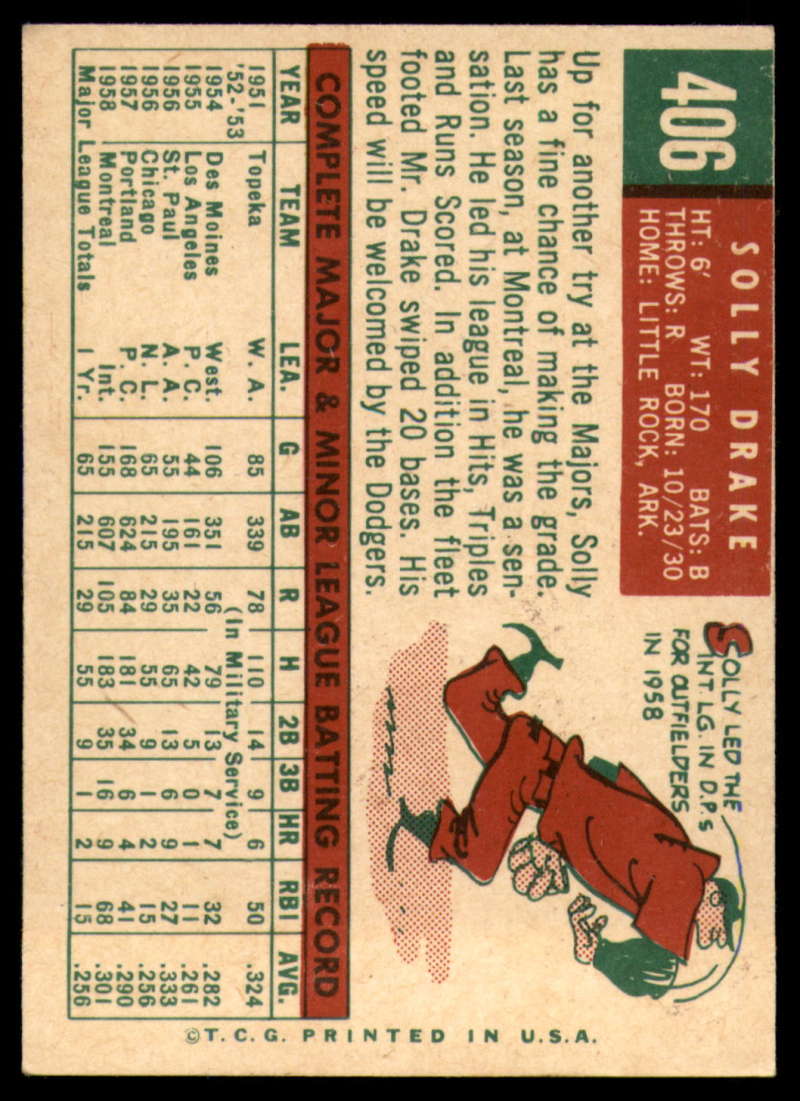 406
SOLLY DRAKE
HT: 6' WT: 170 BATS: B
THROWS: R BORN: 10/23/30
HOME: LITTLE ROCK, ARK.
Up for another try at the Majors, Solly
has a fine chance of making the grade.
Last season, at Montreal, he was a sen-
sation. He led his league in Hits, Triples
and Runs Scored. In addition the fleet
footed Mr. Drake swiped 20 bases. His
speed will be welcomed by the Dodgers.
SOLLY LED THE
INT LG. IN D.P.s
FOR OUTFIELDERS
IN 1958
COMPLETE MAJOR & MINOR LEAGUE BATTING RECORD
YEAR TEAM LEA. G AB R H 2B 3B HR RBI AVG.
1951 Topeka W. A. 85 339 78 110 14 9 6 50 .324
'52-'53 (In Military Service)
1954 Des Moines West. 106 351 56 79 13 7 7 32 .282
1955 Los Angeles P. C. 44 161 22 42 5 0 1 11 .261
1956 St. Paul A. A. 55 195 35 65 13 6 9 27 .333
1956 Chicago N. L. 65 215 29 55 9 1 2 15 .256
1957 Portland P. C. 168 624 84 181 34 6 4 41 .290
1958 Montreal Int. 155 607 105 183 35 16 9 68 .301
Major League Totals 1 Yr. 65 215 29 55 9 1 2 15 .256
© T. C. G. PRINTED IN U.S.A.